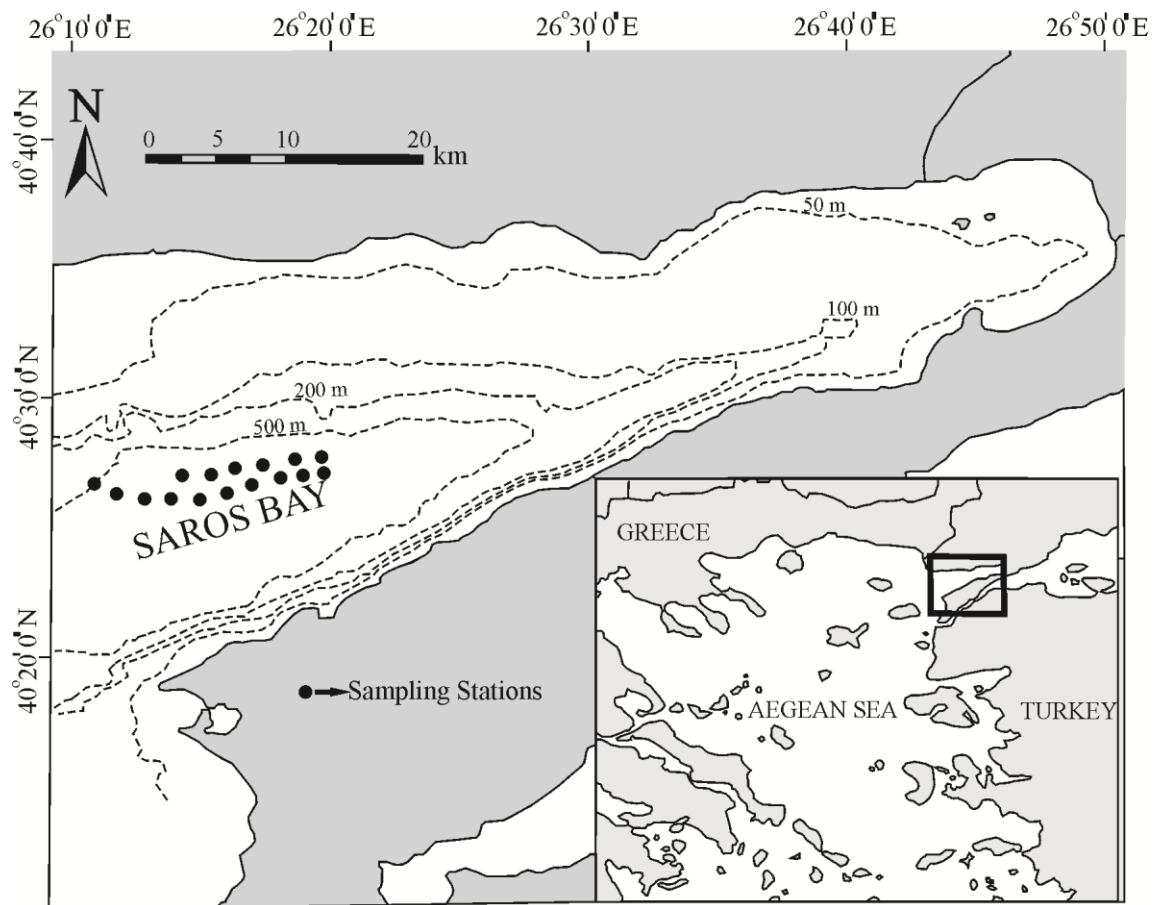 26°10'0"E 26°20'0"E 26°30'0"E 26°40'0"E 26°50'0"E
40°40'0"N
40°30'0"N
40°20'0"N
N
0 5 10 20
km
50 m
100 m
200 m
500 m
SAROS BAY
Sampling Stations
GREECE
AEGEAN SEA
TURKEY